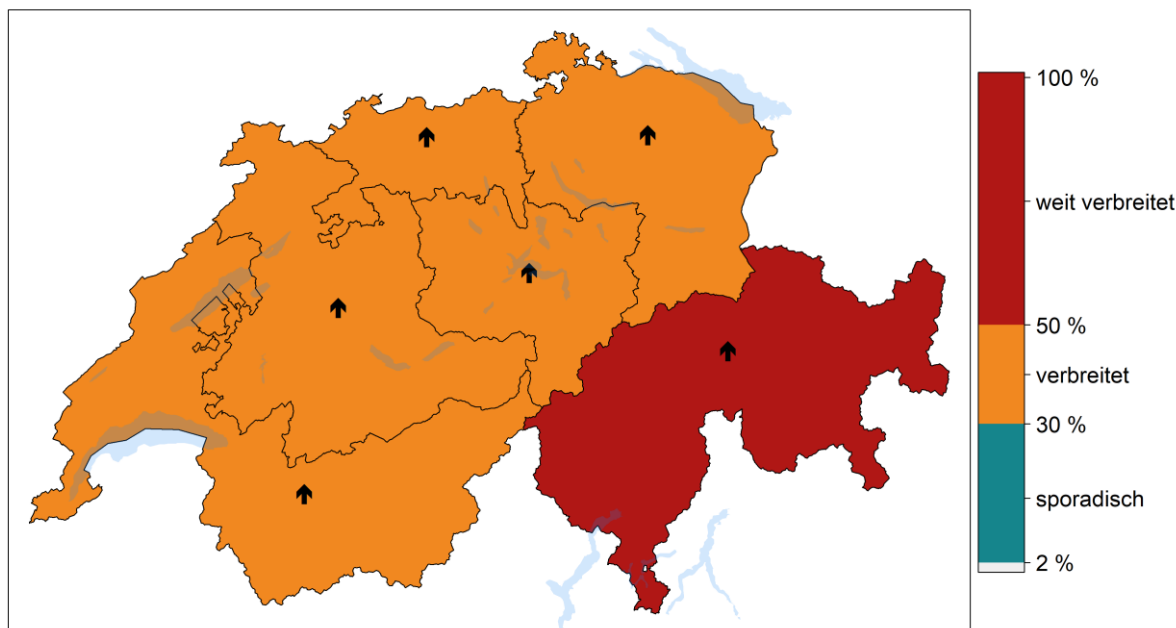 100 %
weit verbreitet
50 %
verbreitet
30 %
sporadisch
2 %